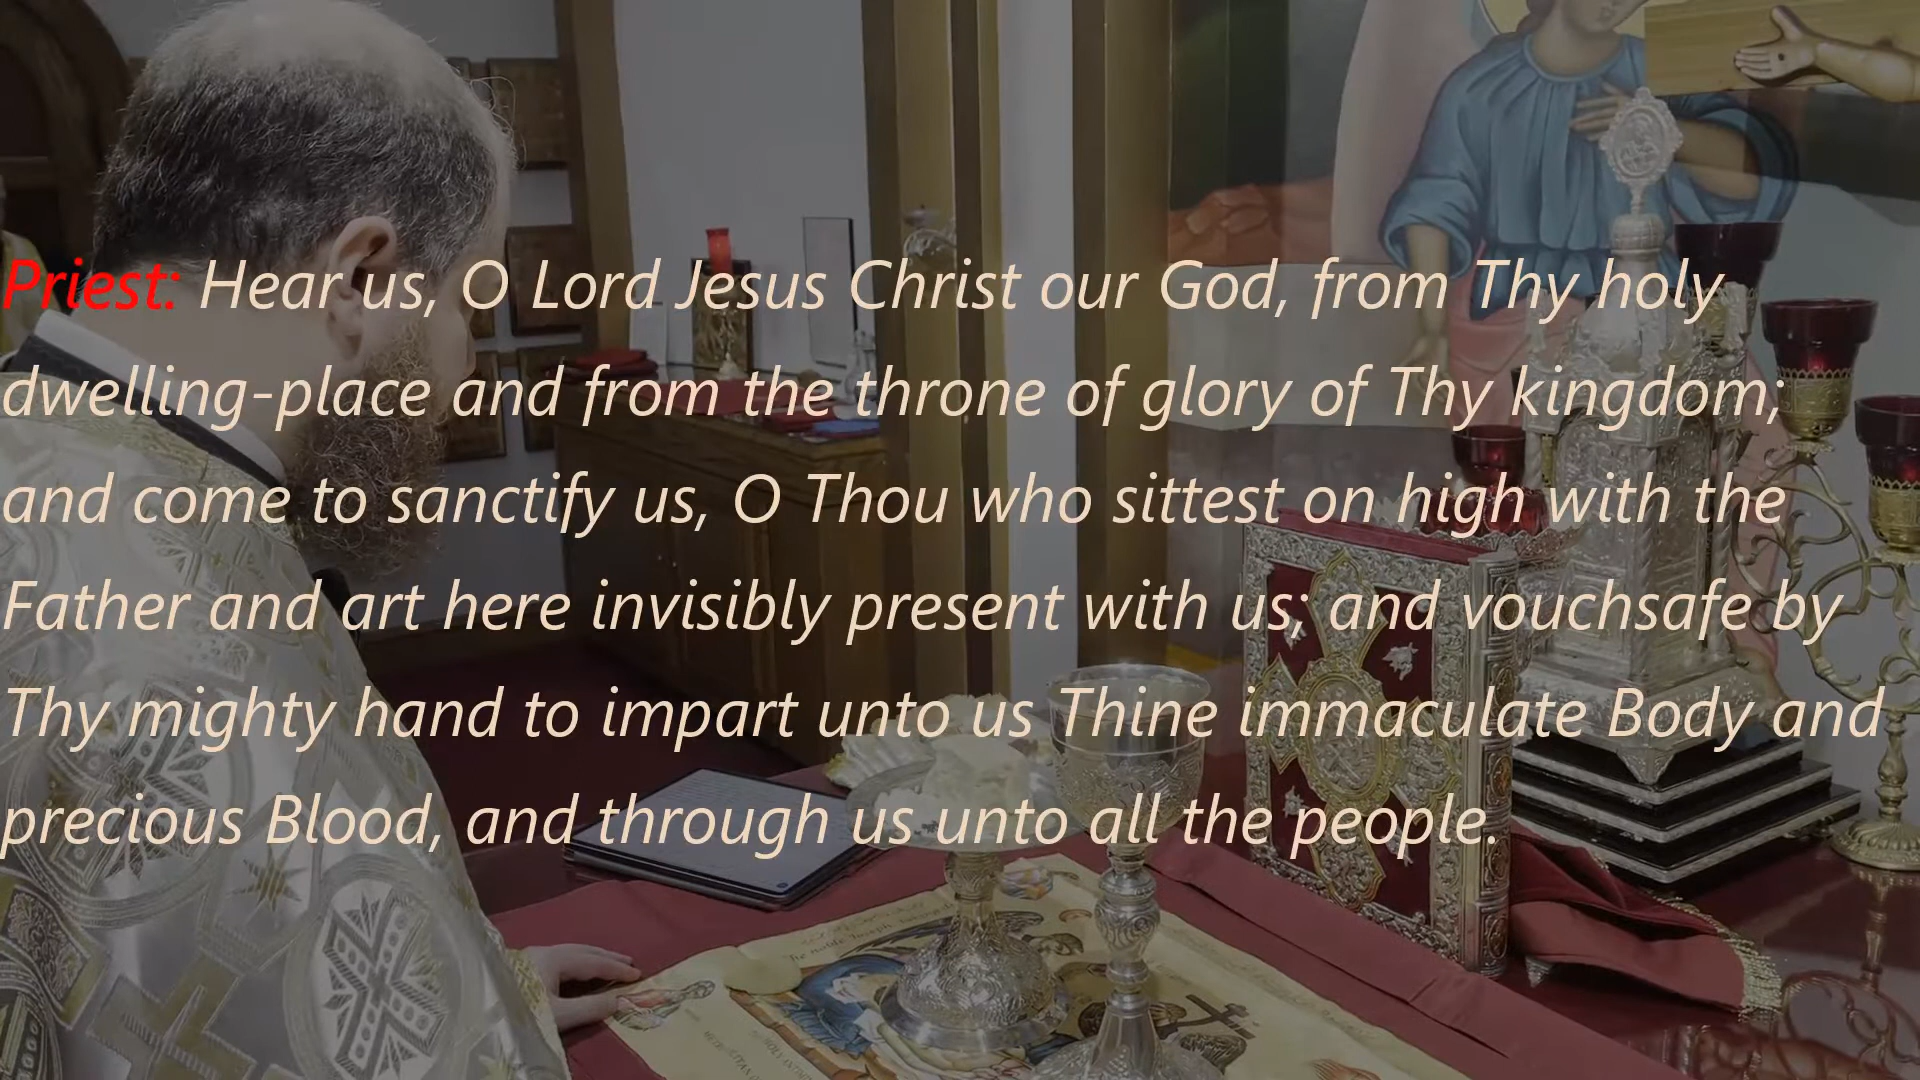 Priest: Hear us, O Lord Jesus Christ our God, from Thy holy
dwelling-place and from the throne of glory of Thy kingdom;
and come to sanctify us, O Thou who sittest on high with the
Father and art here invisibly present with us; and vouchsafe by
Thy mighty hand to impart unto us Thine immaculate Body and
precious Blood, and through us unto all the people.
The noble Joseph